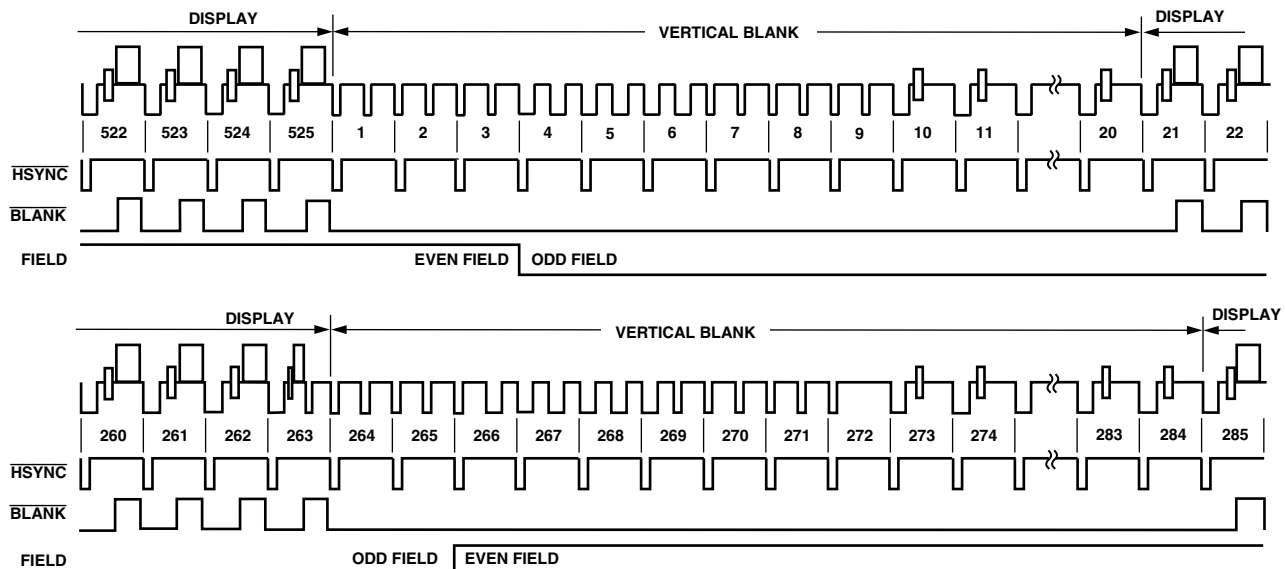 DISPLAY VERTICAL BLANK DISPLAY
522 523 524 525 1 2 3 4 5 6 7 8 9 10 11 20 21 22
HSYNC
BLANK
FIELD EVEN FIELD ODD FIELD
DISPLAY VERTICAL BLANK DISPLAY
260 261 262 263 264 265 266 267 268 269 270 271 272 273 274 283 284 285
HSYNC
BLANK
FIELD ODD FIELD EVEN FIELD